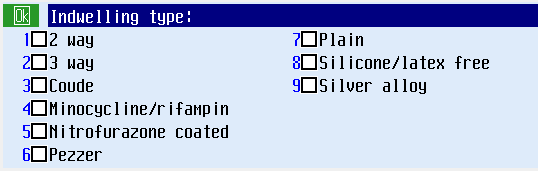 Ok Indwelling type:
1 2 way
2 3 way
3 Coude
4 Minocycline/rifampin
5 Nitrofurazone coated
6 Pezzer
7 Plain
8 Silicone/latex free
9 Silver alloy